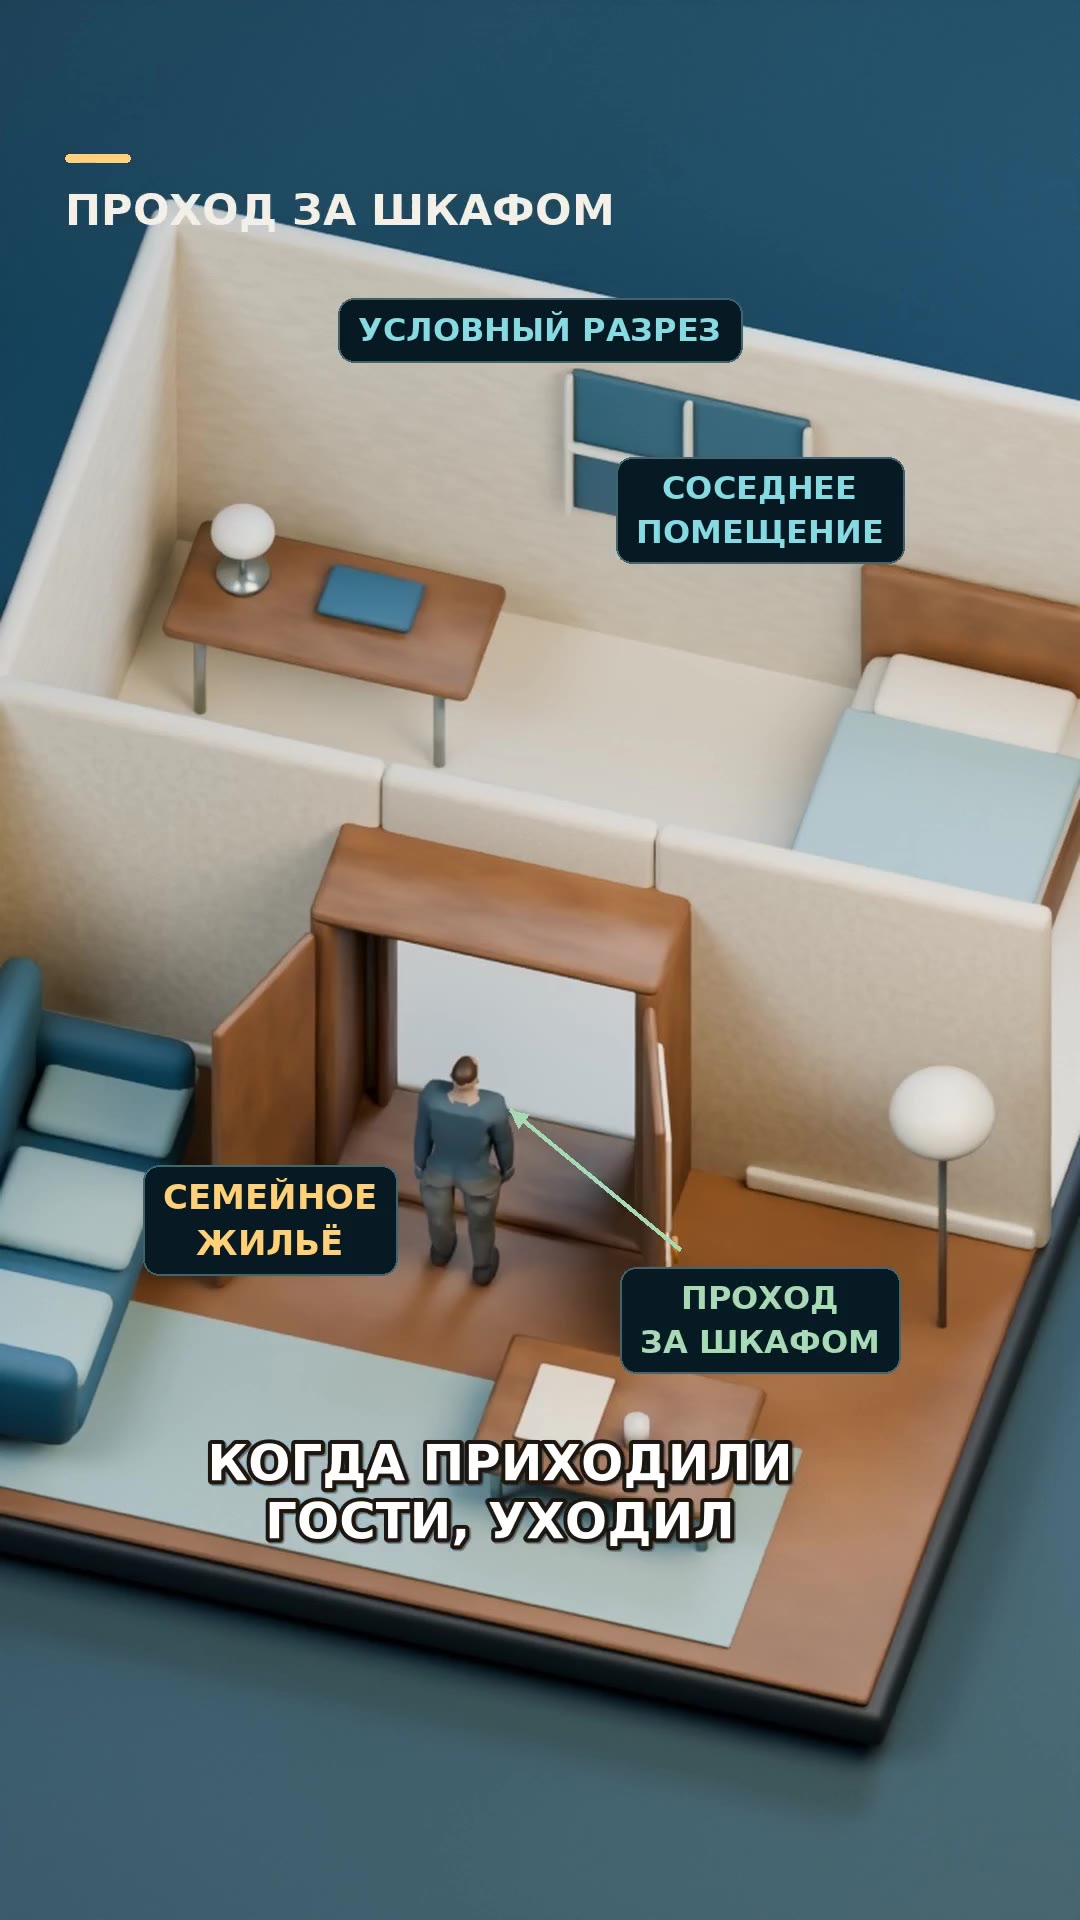 ПРОХОД ЗА ШКАФОМ
УСЛОВНЫЙ РАЗРЕЗ
СОСЕДНЕЕ
ПОМЕЩЕНИЕ
СЕМЕЙНОЕ
ЖИЛЬЁ
ПРОХОД
ЗА ШКАФОМ
КОГДА ПРИХОДИЛИ
ГОСТИ, УХОДИЛ